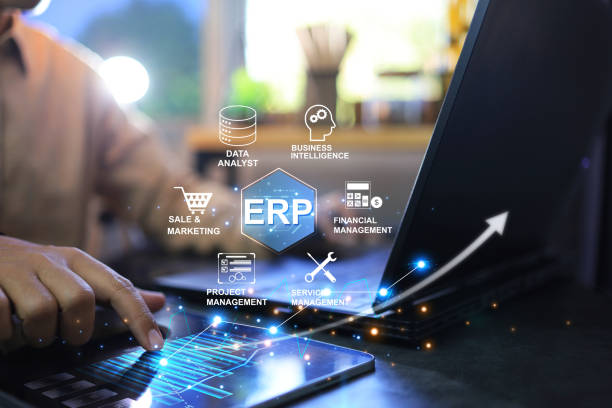 DATA
ANALYST
BUSINESS
INTELLIGENCE
SALE &
MARKETING
ERP
FINANCIAL
MANAGEMENT
PROJECT
MANAGEMENT
SERVICE
MANAGEMENT